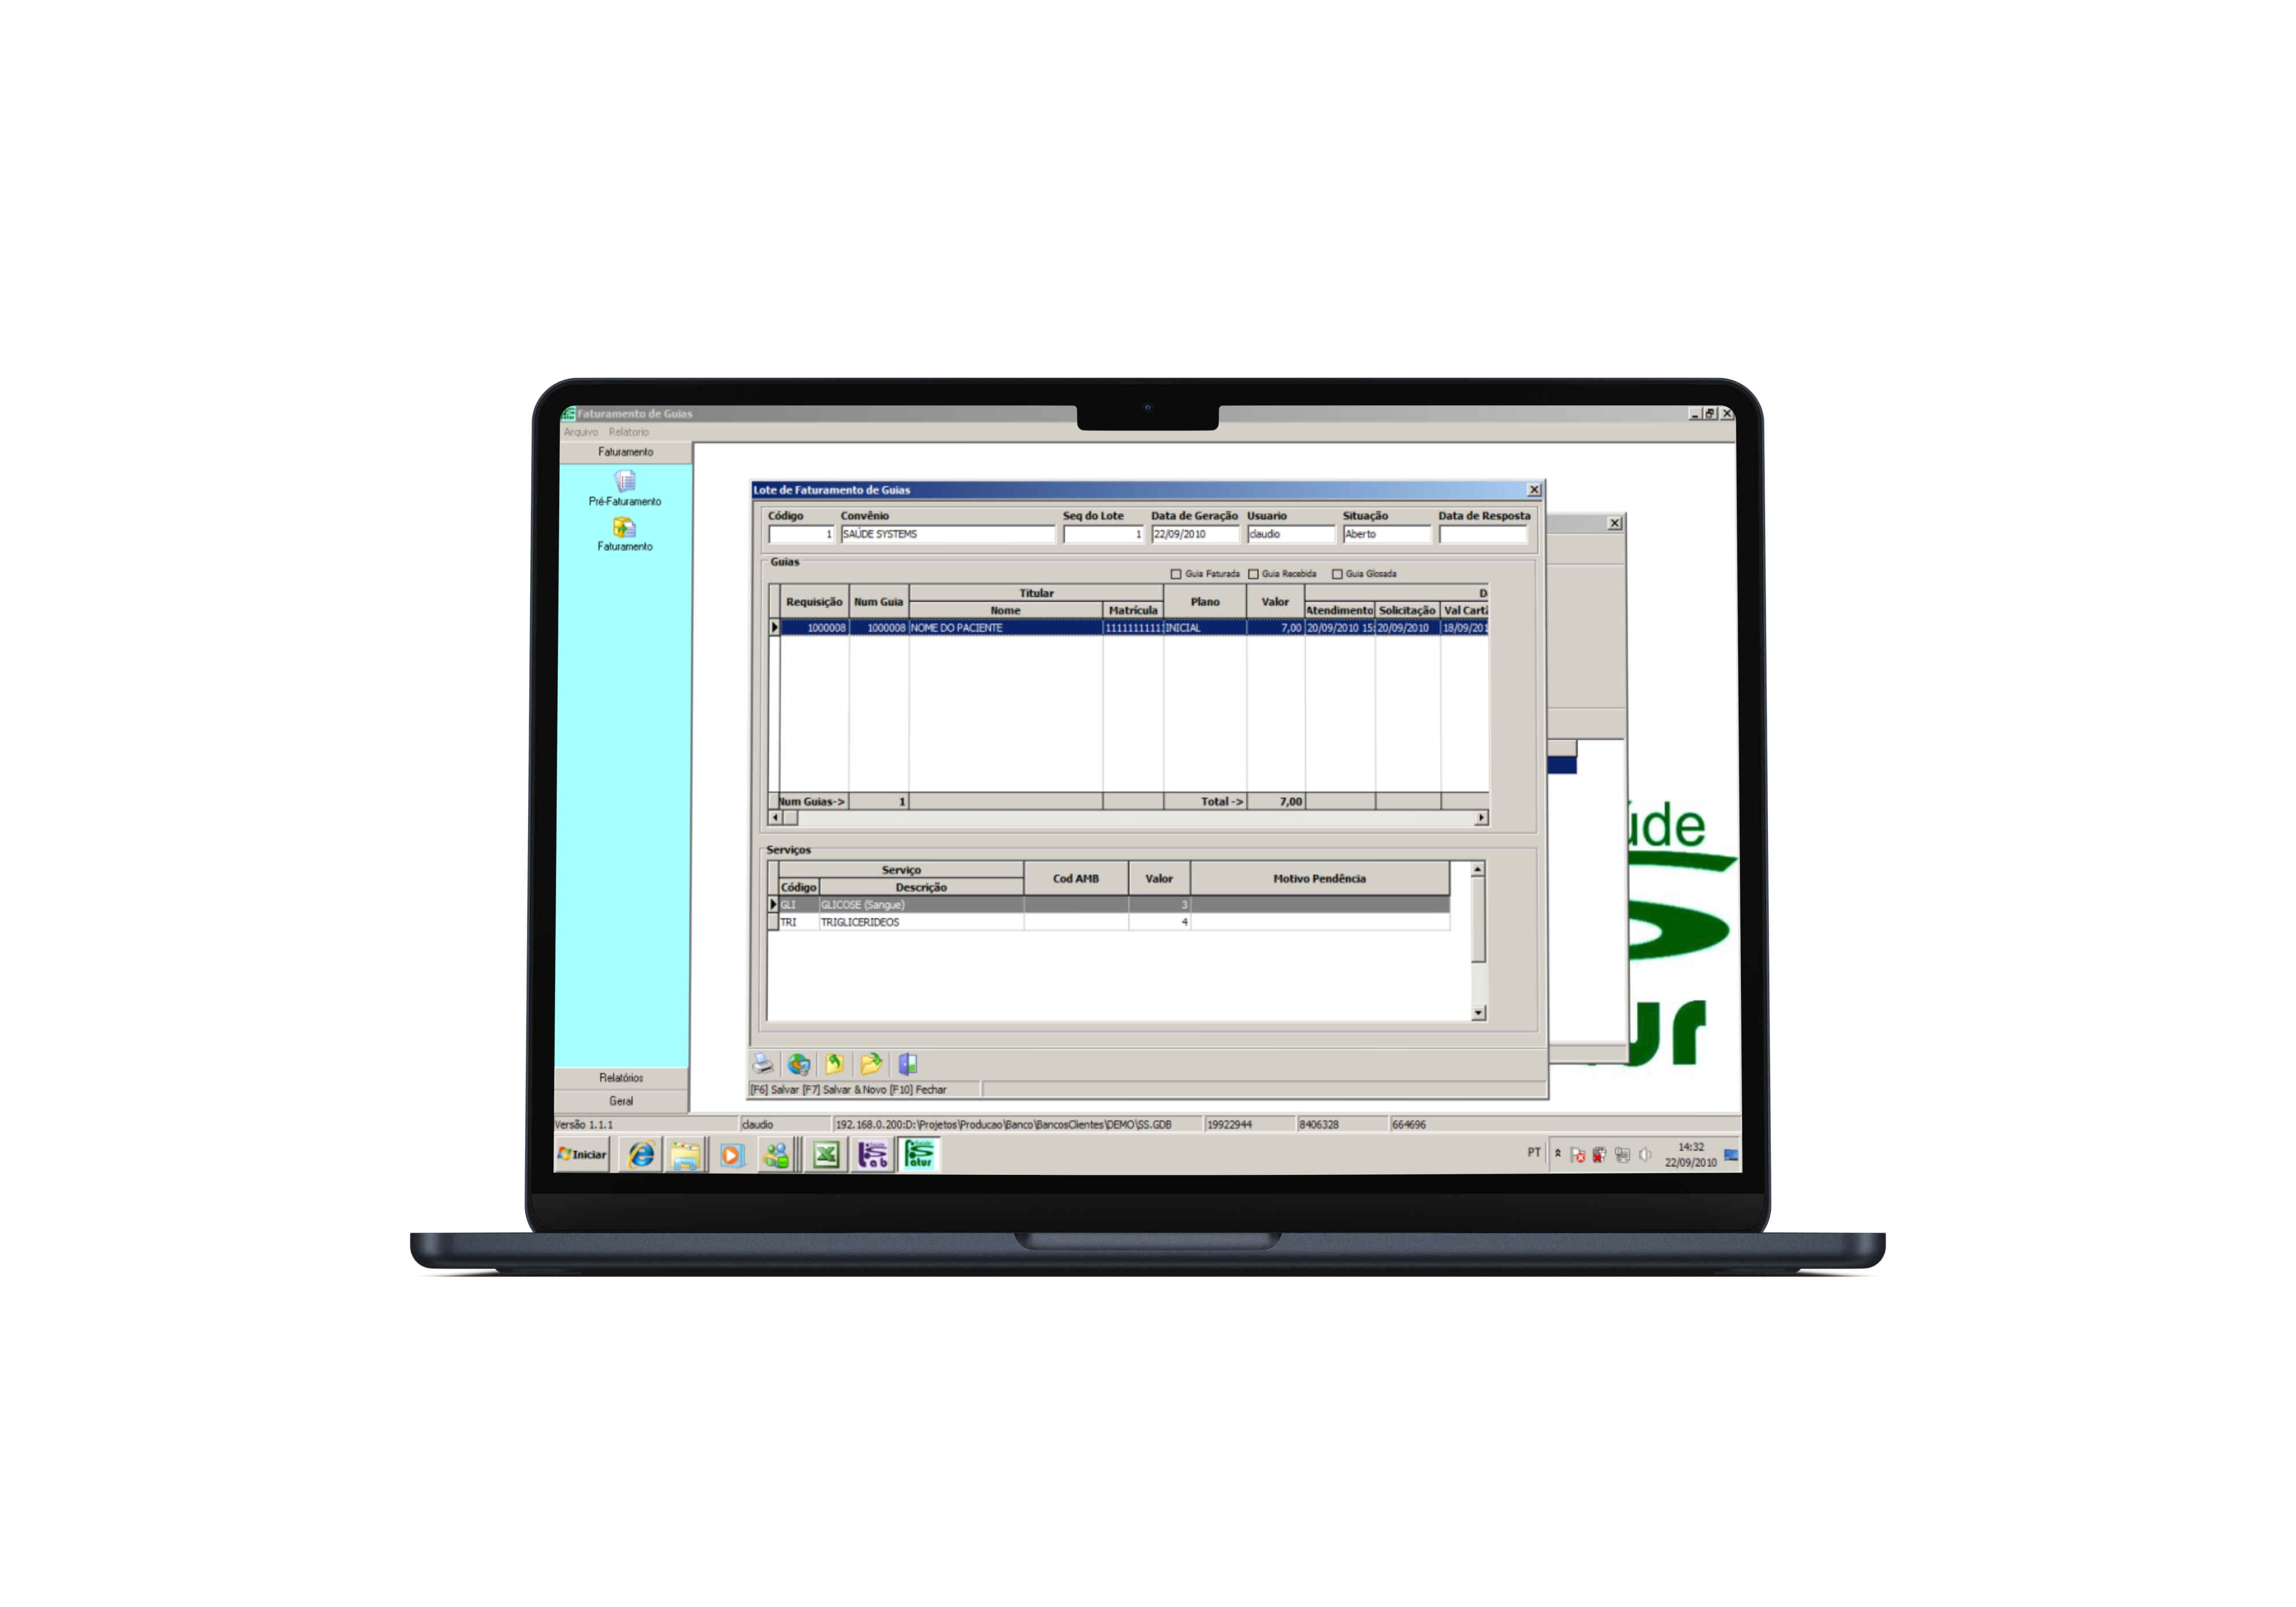 Faturamento de Guias
Arquivo Relatorio
Faturamento
Pré-Faturamento
Faturamento
Lote de Faturamento de Guias
Código Convênio Seq do Lote Data de Geração Usuario Situação Data de Resposta
1 SAÚDE SYSTEMS 1 22/09/2010 claudio Aberto
Guias
Guia Faturada Guia Recebida Guia Glosada
Requisição Num Guia Titular Plano Valor D
Nome Matrícula Atendimento Solicitação Val Cart
1000008 1000008 NOME DO PACIENTE 1111111111 INICIAL 7,00 20/09/2010 15: 20/09/2010 18/09/201
Num Guias-> 1 Total -> 7,00
Serviços
Serviço Cod AMB Valor Motivo Pendência
Código Descrição
GLI GLICOSE (Sangue) 3
TRI TRIGLICERIDEOS 4
úde
ur
[F6] Salvar [F7] Salvar & Novo [F10] Fechar
Relatórios
Geral
Versão 1.1.1 claudio 192.168.0.200:D:\Projetos\Producao\Banco\BancosClientes\DEMO\SS.GDB 19922944 8406328 664696
Iniciar
Lab
Fatur
PT
14:32
22/09/2010